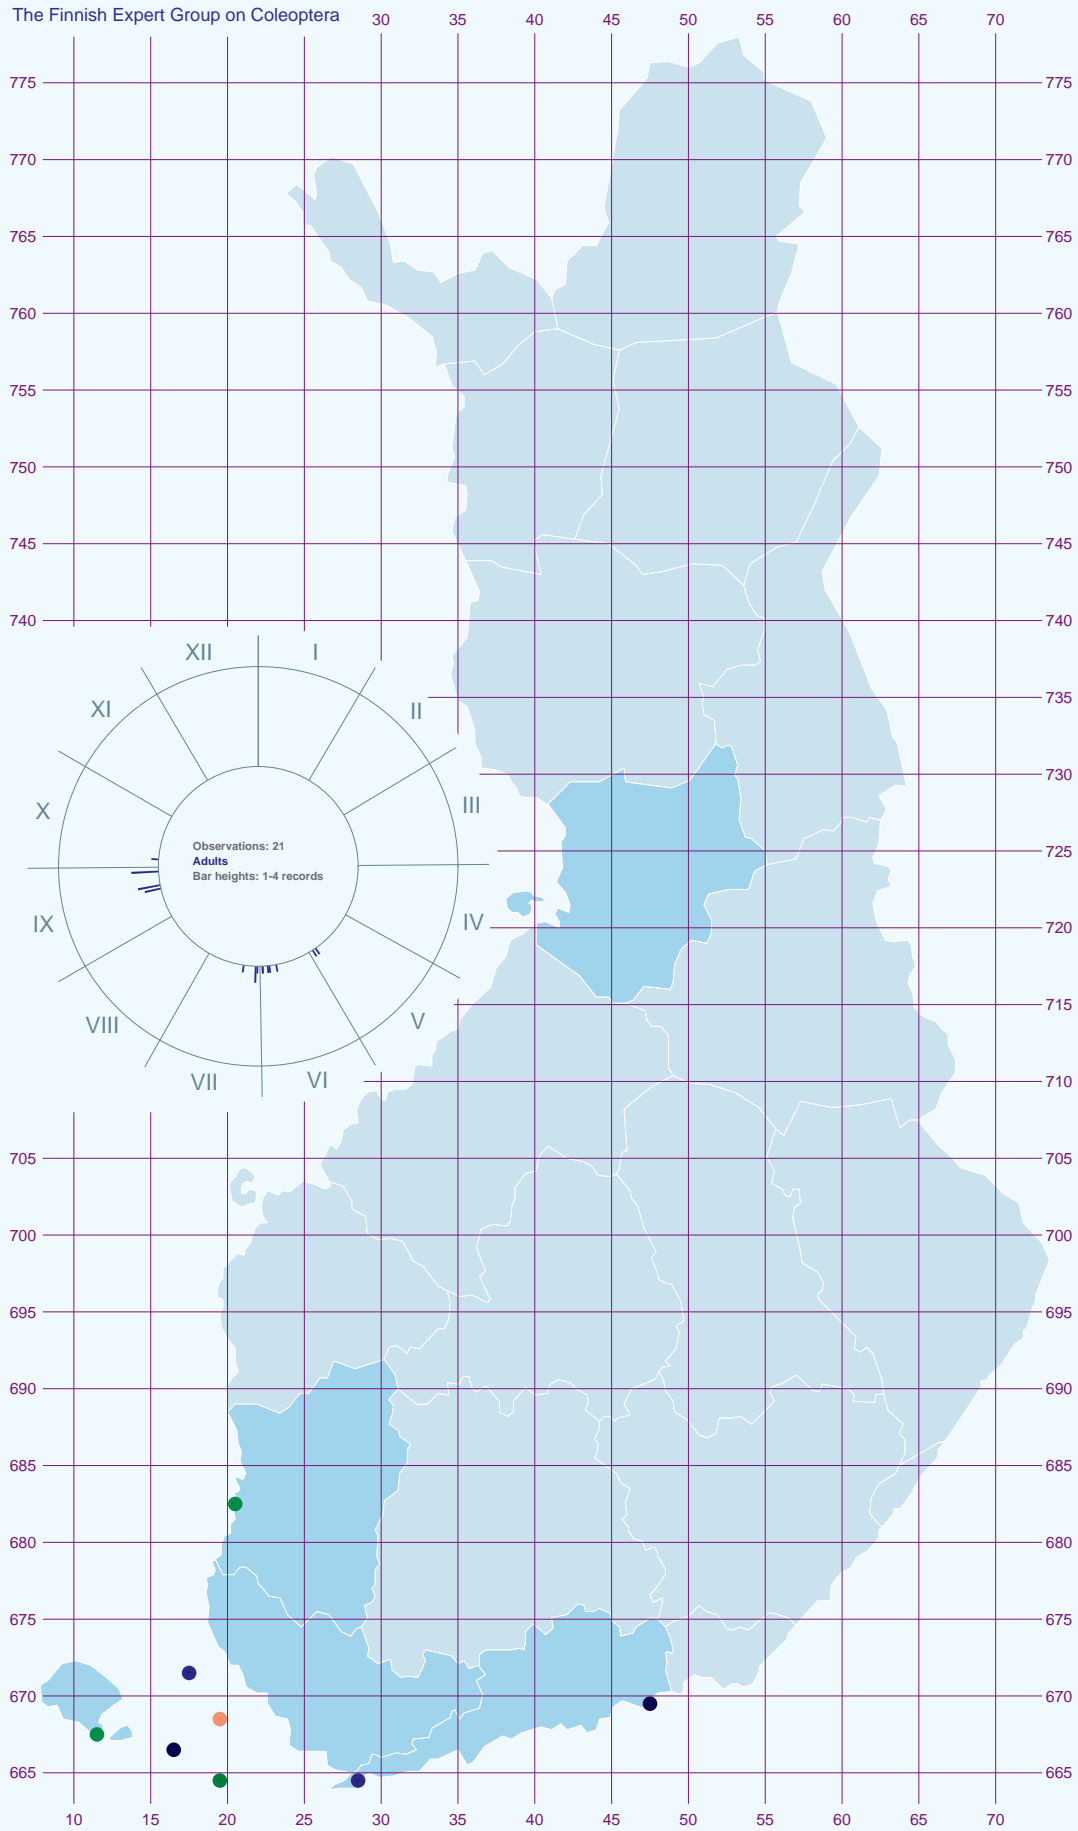 The Finnish Expert Group on Coleoptera
30 40 45 50 55 60 65 70
775 775
770 770
765 765
760 760
755 755
750 750
745 745
740 740
XII I
XI II
735
730
X III
Observations: 21
Adults
Bar heights: 1-4 records
725
IX IV
720
VIII V
715
VII VI
710
705 705
700 700
695 695
690 690
685 685
680 680
675 675
670 670
665 665
10 15 20 25 30 35 40 45 50 55 60 65 70